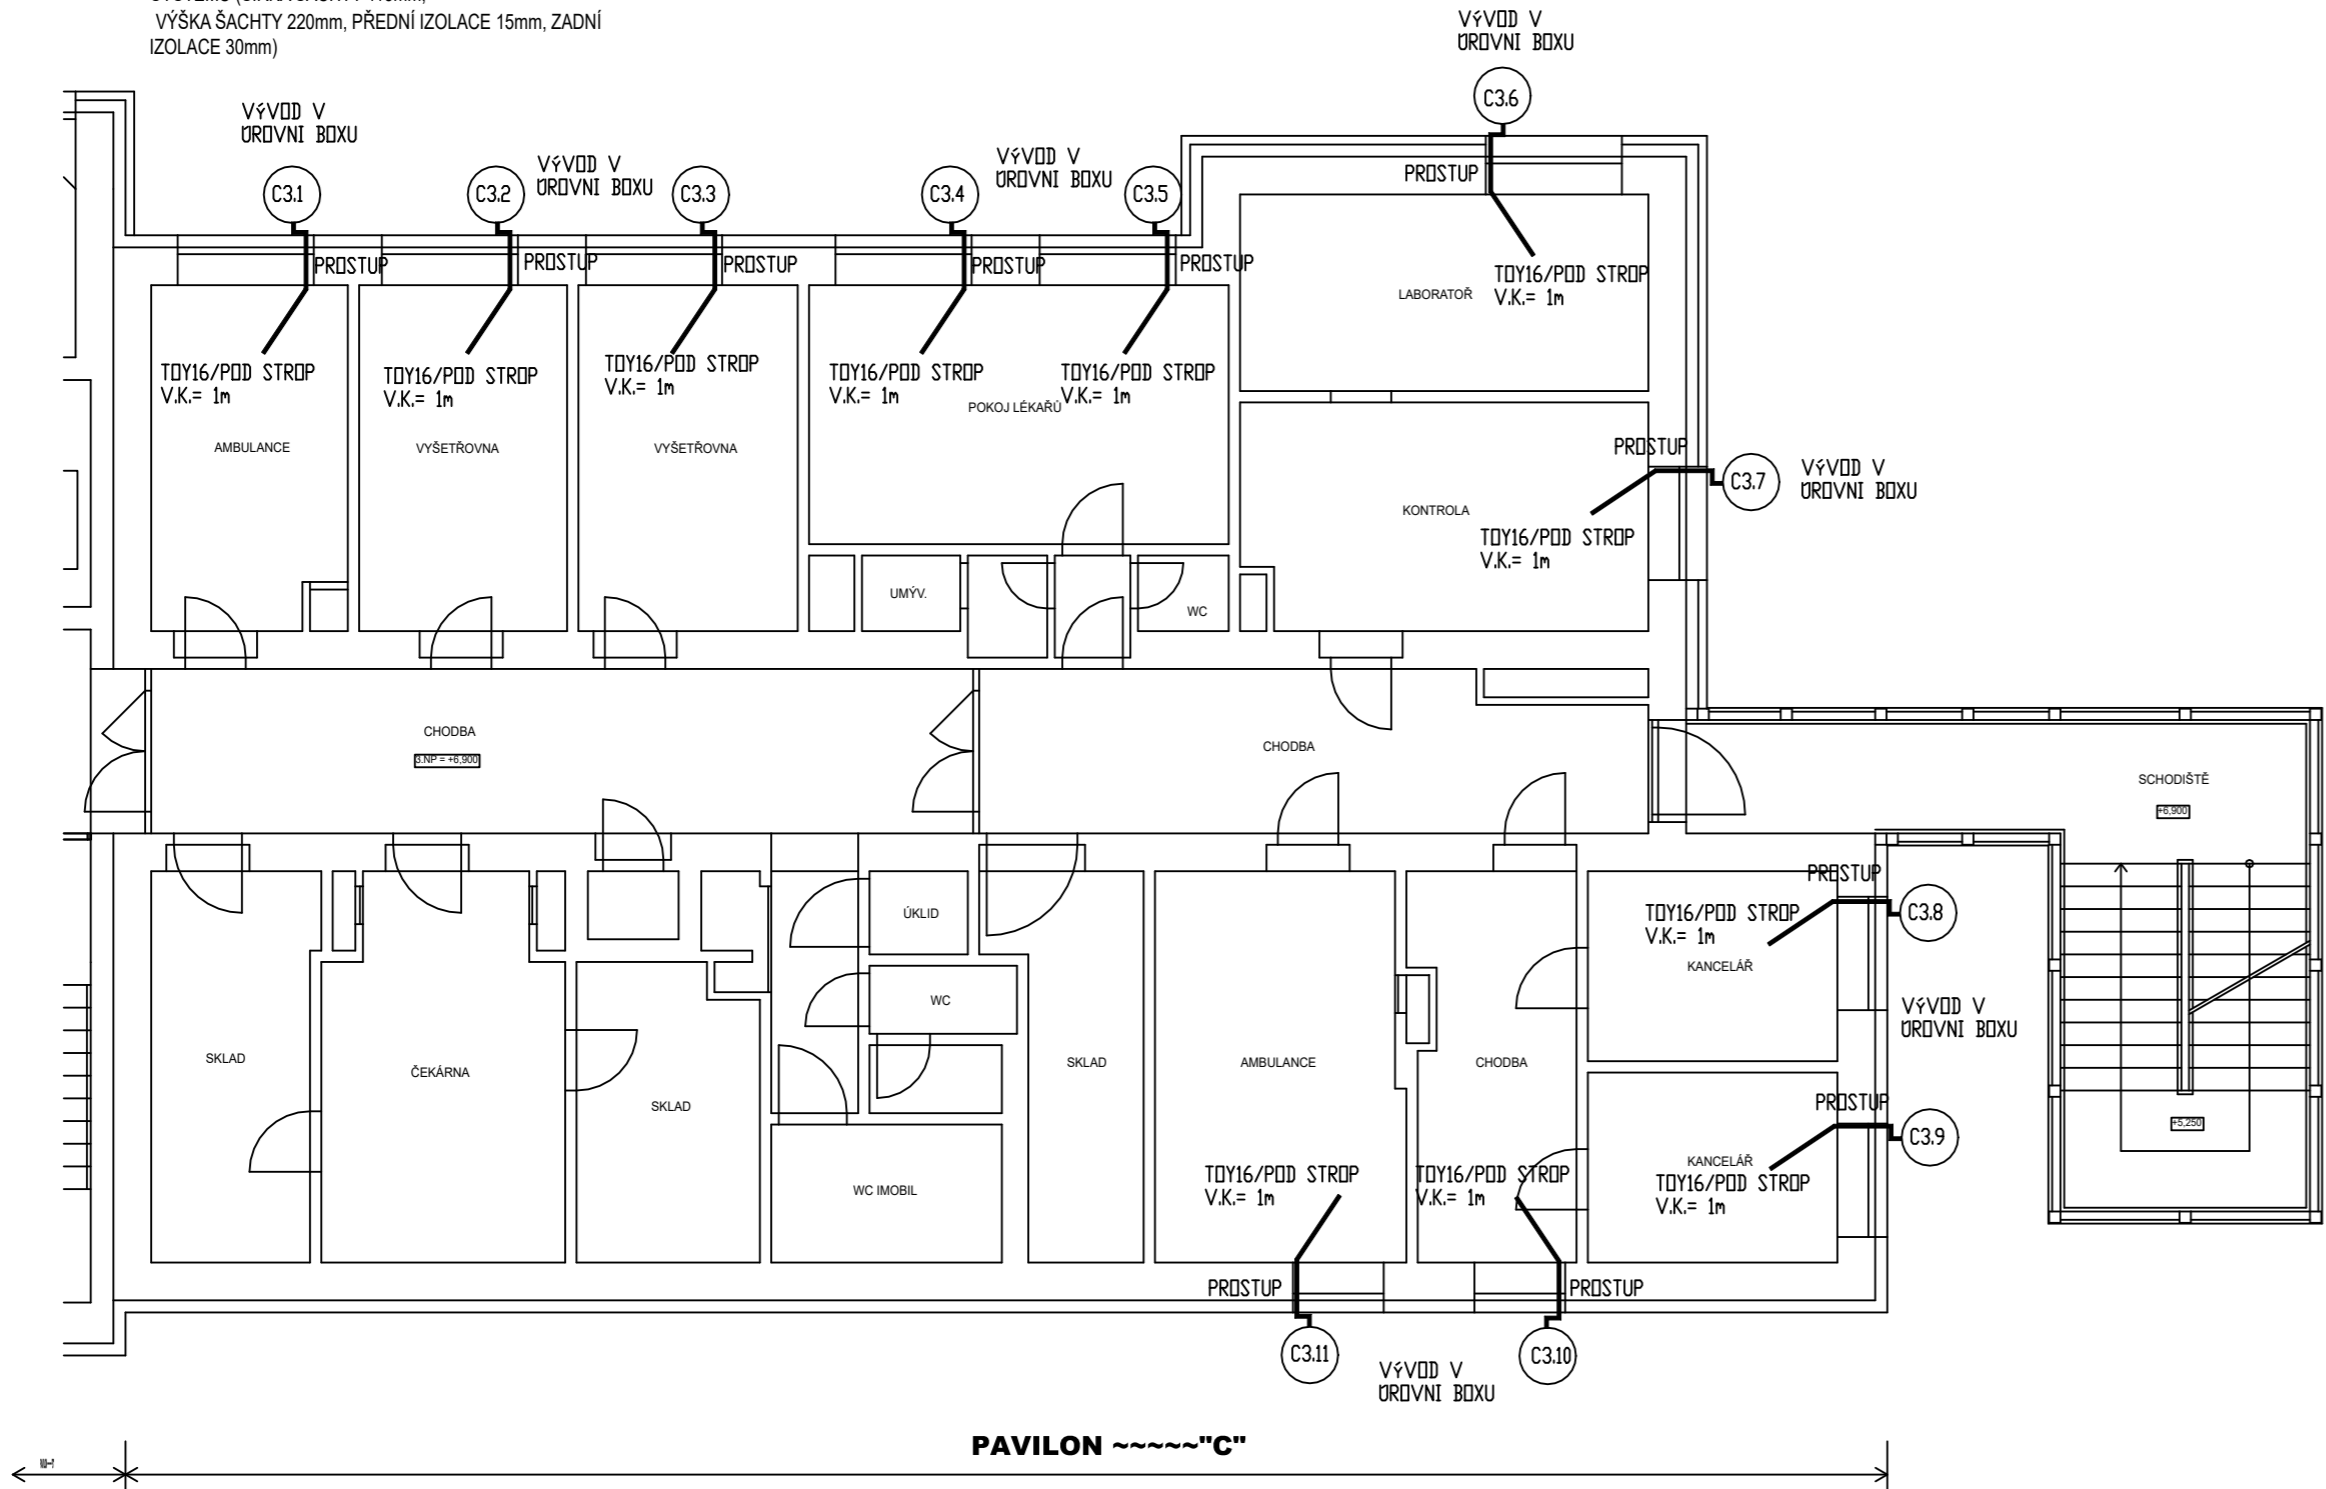 VÝŠKA ŠACHTY 220mm, PŘEDNÍ IZOLACE 15mm, ZADNÍ
IZOLACE 30mm)
VÝVOD V
ÚROVNI BOXU
C3.6
PROSTUP
TOY16/POD STROP
V.K.= 1m
LABORATOŘ
VÝVOD V
ÚROVNI BOXU
C3.1
PROSTUP
TOY16/POD STROP
V.K.= 1m
AMBULANCE
VÝVOD V
ÚROVNI BOXU
C3.2
PROSTUP
TOY16/POD STROP
V.K.= 1m
VYŠETŘOVNA
C3.3
PROSTUP
TOY16/POD STROP
V.K.= 1m
VYŠETŘOVNA
VÝVOD V
ÚROVNI BOXU
C3.4
PROSTUP
TOY16/POD STROP
V.K.= 1m
C3.5
PROSTUP
TOY16/POD STROP
V.K.= 1m
POKOJ LÉKAŘŮ
PROSTUP
C3.7
VÝVOD V
ÚROVNI BOXU
KONTROLA
TOY16/POD STROP
V.K.= 1m
UMÝV.
WC
CHODBA
3.NP = +6,900
CHODBA
SCHODIŠTĚ
+6,900
PROSTUP
C3.8
TOY16/POD STROP
V.K.= 1m
KANCELÁŘ
VÝVOD V
ÚROVNI BOXU
ÚKLID
WC
SKLAD
ČEKÁRNA
SKLAD
SKLAD
AMBULANCE
CHODBA
PROSTUP
C3.9
+5,250
KANCELÁŘ
TOY16/POD STROP
V.K.= 1m
WC IMOBIL
TOY16/POD STROP
V.K.= 1m
TOY16/POD STROP
V.K.= 1m
PROSTUP
PROSTUP
C3.11
C3.10
VÝVOD V
ÚROVNI BOXU
PAVILON ~~~~~"C"